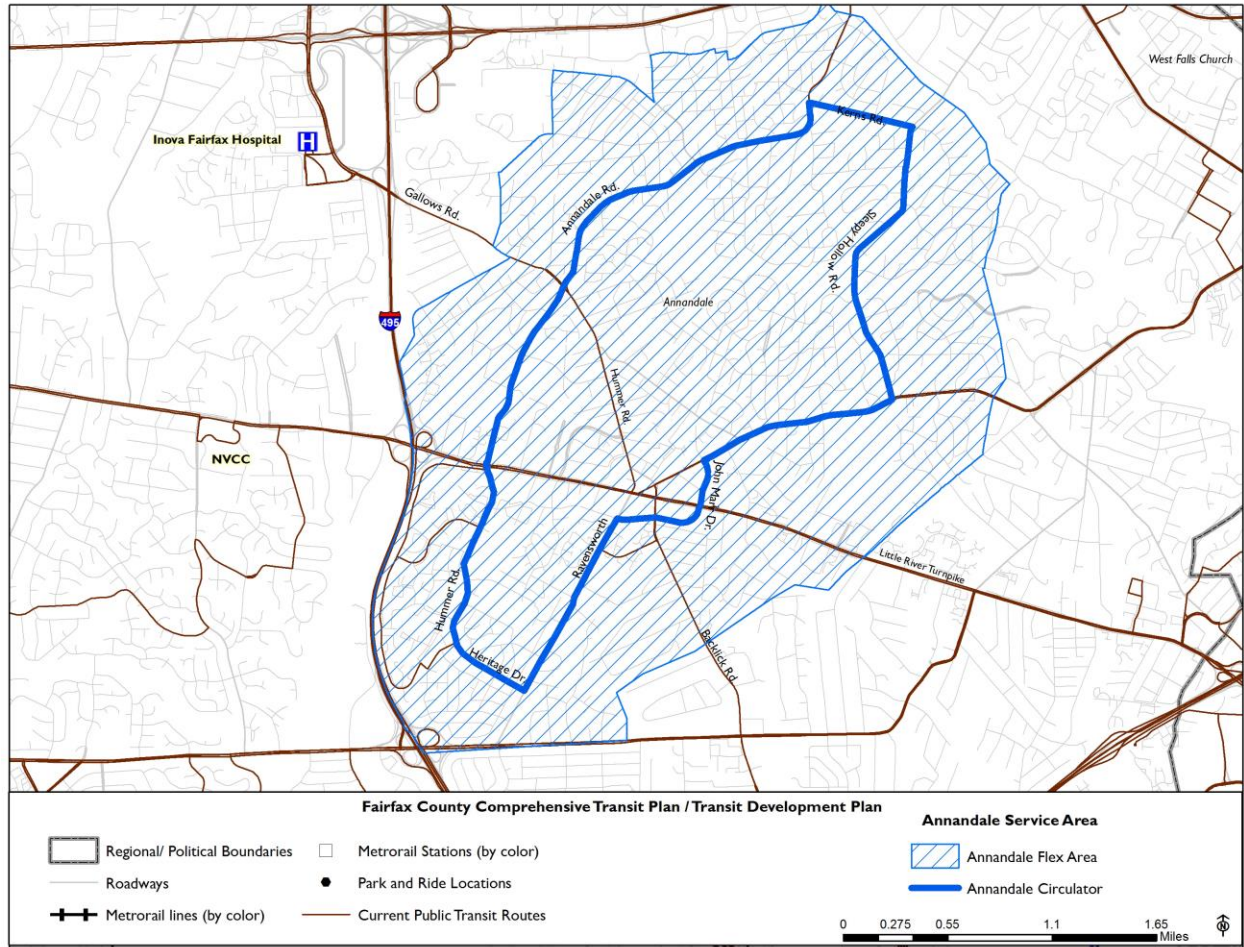 West Falls Church
Kerns Rd.
Inova Fairfax Hospital
H
Gallows Rd.
Annandale Rd.
Sleepy Hollow Rd.
Annandale
495
Hummer Rd.
NVCC
John Marr Dr.
Ravensworth
Little River Turnpike
Hummer Rd.
Backlick Rd.
Heritage Dr.
Fairfax County Comprehensive Transit Plan / Transit Development Plan
Annandale Service Area
Regional/ Political Boundaries
Metrorail Stations (by color)
Annandale Flex Area
Roadways
Park and Ride Locations
Annandale Circulator
Metrorail lines (by color)
Current Public Transit Routes
0 0.275 0.55 1.1 1.65
Miles
N